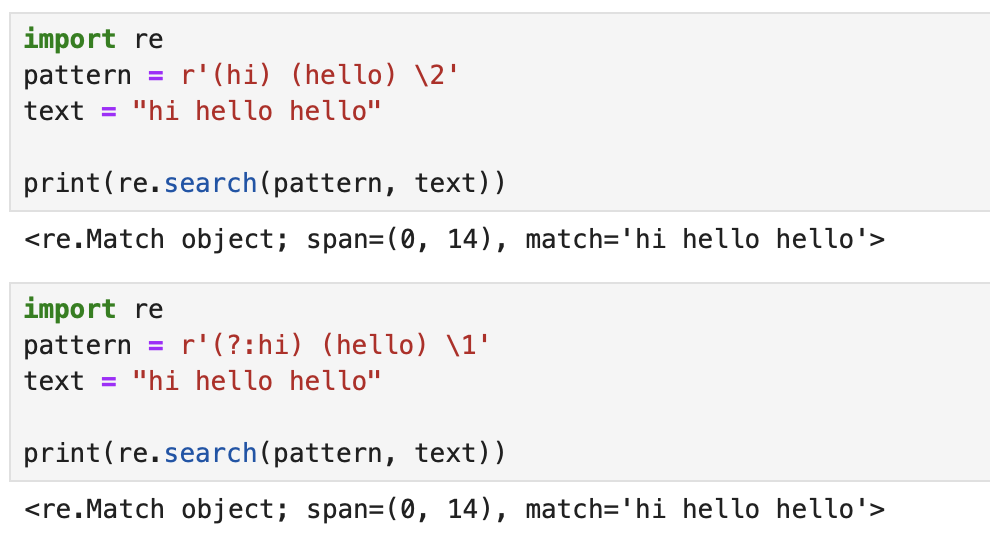 import re
pattern = r'(hi) (hello) \2'
text = "hi hello hello"
print(re.search(pattern, text))
<re.Match object; span=(0, 14), match='hi hello hello'>
import re
pattern = r'(?:hi) (hello) \1'
text = "hi hello hello"
print(re.search(pattern, text))
<re.Match object; span=(0, 14), match='hi hello hello'>